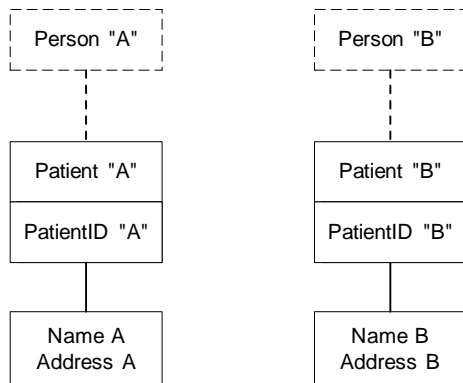 Person "A"
Person "B"
Patient "A"
Patient "B"
PatientID "A"
PatientID "B"
Name A
Address A
Name B
Address B